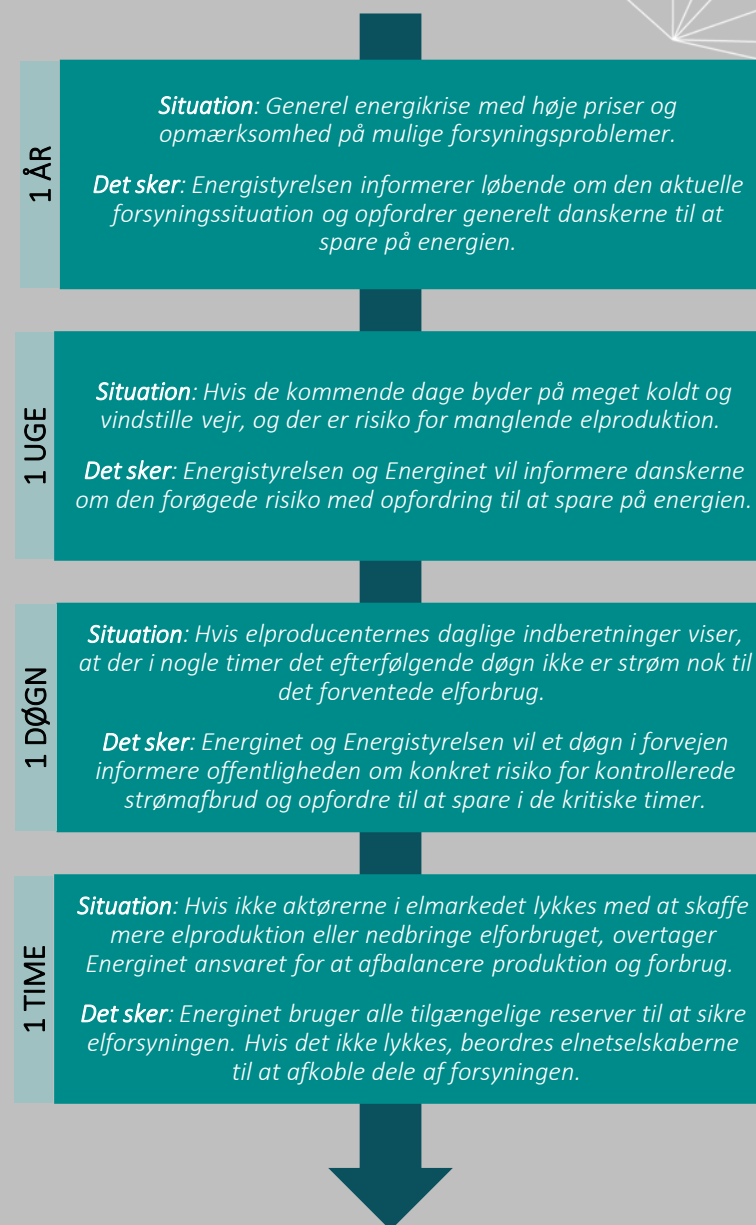 1 ÅR
Situation: Generel energikrise med høje priser og
opmærksomhed på mulige forsyningsproblemer.
Det sker: Energistyrelsen informerer løbende om den aktuelle
forsyningssituation og opfordrer generelt danskerne til at
spare på energien.
1 UGE
Situation: Hvis de kommende dage byder på meget koldt og
vindstille vejr, og der er risiko for manglende elproduktion.
Det sker: Energistyrelsen og Energinet vil informere danskerne
om den forøgede risiko med opfordring til at spare på energien.
1 DØGN
Situation: Hvis elproducenternes daglige indberetninger viser,
at der i nogle timer det efterfølgende døgn ikke er strøm nok til
det forventede elforbrug.
Det sker: Energinet og Energistyrelsen vil et døgn i forvejen
informere offentligheden om konkret risiko for kontrollerede
strømafbrud og opfordre til at spare i de kritiske timer.
1 TIME
Situation: Hvis ikke aktørerne i elmarkedet lykkes med at skaffe
mere elproduktion eller nedbringe elforbruget, overtager
Energinet ansvaret for at afbalancere produktion og forbrug.
Det sker: Energinet bruger alle tilgængelige reserver til at sikre
elforsyningen. Hvis det ikke lykkes, beordres elnetselskaberne
til at afkoble dele af forsyningen.